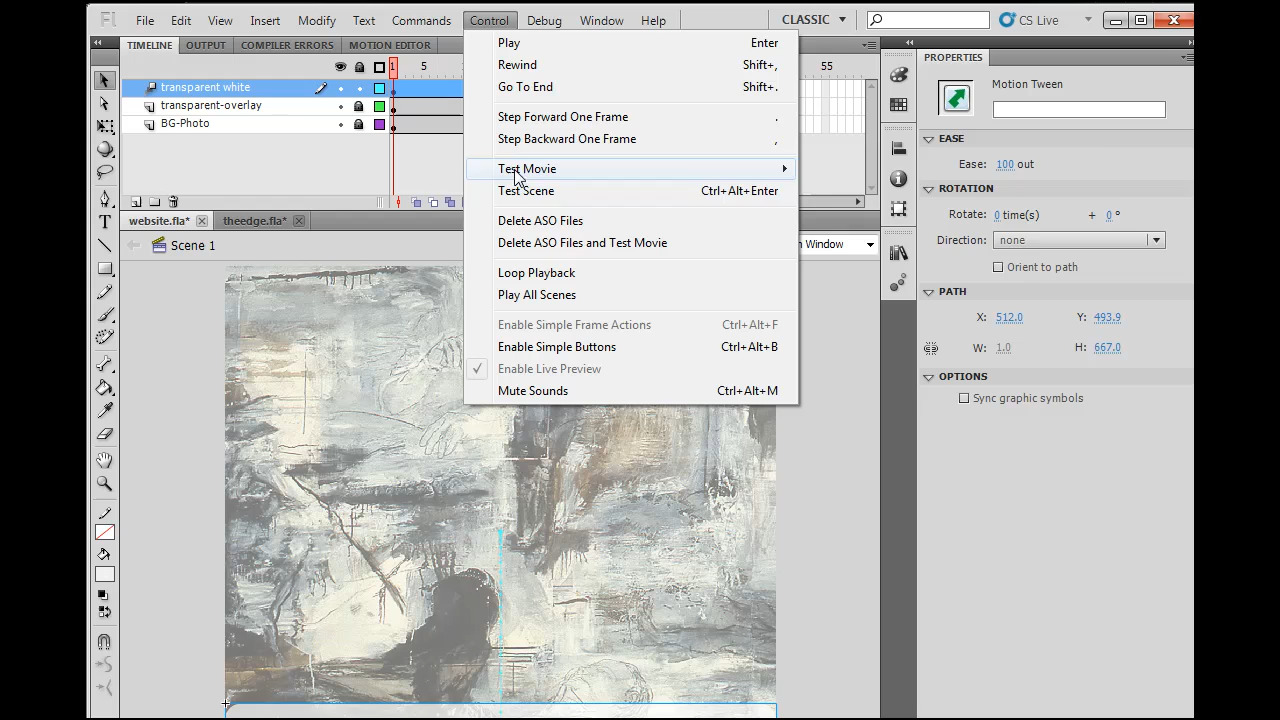 Fl File Edit View Insert Modify Text Commands Control Debug Window Help CLASSIC CS Live
TIMELINE OUTPUT COMPILER ERRORS MOTION EDITOR
1 5 55
transparent white
transparent-overlay
BG-Photo
website.fla* theedge.fla*
Scene 1
Window
Play Enter
Rewind Shift+,
Go To End Shift+.
Step Forward One Frame .
Step Backward One Frame ,
Test Movie
Test Scene Ctrl+Alt+Enter
Delete ASO Files
Delete ASO Files and Test Movie
Loop Playback
Play All Scenes
Enable Simple Frame Actions Ctrl+Alt+F
Enable Simple Buttons Ctrl+Alt+B
Enable Live Preview
Mute Sounds Ctrl+Alt+M
PROPERTIES
Motion Tween
EASE
Ease: 100 out
ROTATION
Rotate: 0 time(s) + 0 °
Direction: none
Orient to path
PATH
X: 512.0 Y: 493.9
W: 1.0 H: 667.0
OPTIONS
Sync graphic symbols